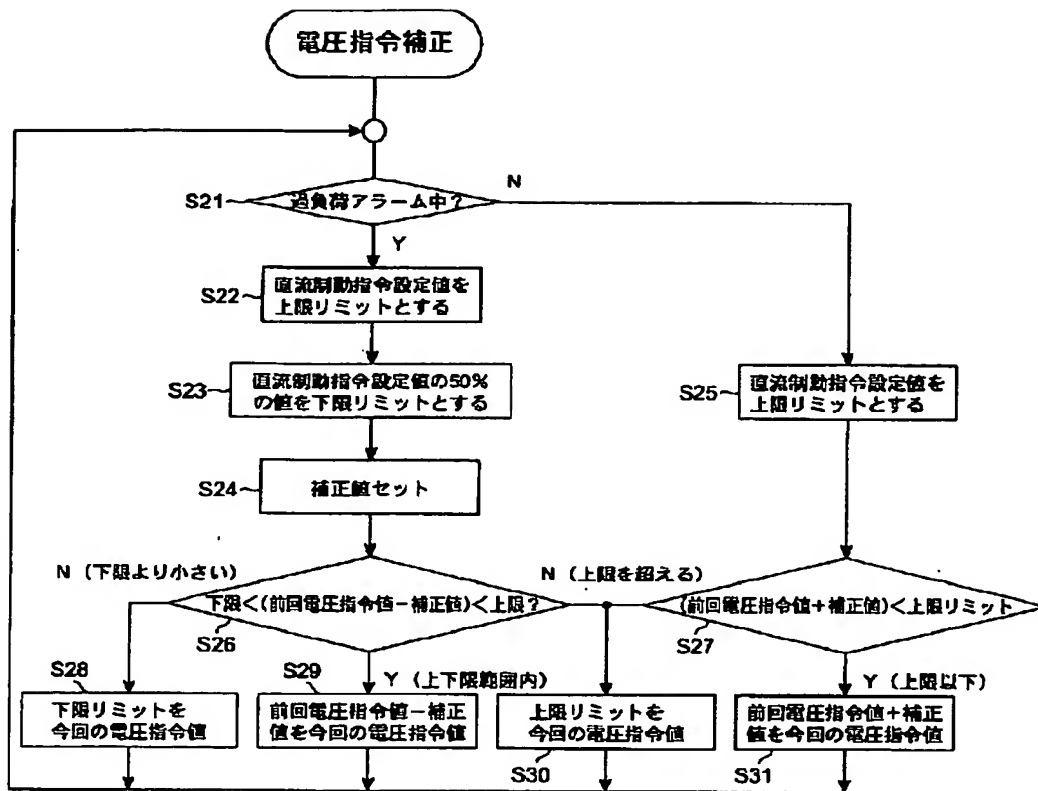 電圧指令補正
S21
過負荷アラーム中?
N
Y
S22
直流制動指令設定値を
上限リミットとする
S23
直流制動指令設定値の50%
の値を下限リミットとする
S25
直流制動指令設定値を
上限リミットとする
S24
補正値セット
N (下限より小さい)
下限<(前回電圧指令値-補正値)<上限?
S26
N (上限を超える)
(前回電圧指令値+補正値)<上限リミット
S27
S28
下限リミットを
今回の電圧指令値
S29
Y (上下限範囲内)
前回電圧指令値-補正
値を今回の電圧指令値
上限リミットを
今回の電圧指令値
S30
Y (上限以下)
前回電圧指令値+補正
値を今回の電圧指令値
S31